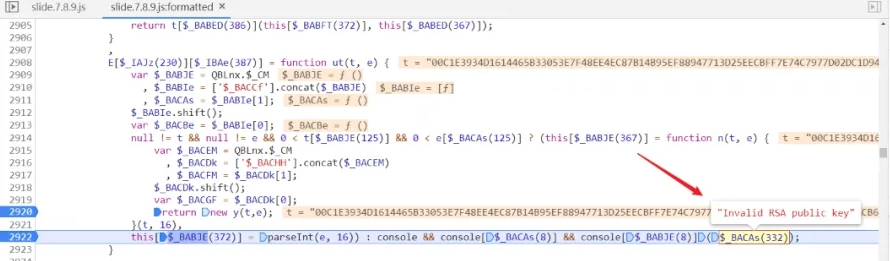 slide.7.8.9.js slide.7.8.9.js:formatted ×
2905 return t[$_BABED(386)](this[$_BABFT(372)], this[$_BABED(367)]);
2906 }
2907 ,
2908 E[$_IAJz(230)][$_IBAe(387)] = function ut(t, e) { t = "00C1E3934D1614465B33053E7F48EE4EC87B14B95EF88947713D25EECBFF7E74C7977D02DC1D94
2909 var $_BABJE = QBLnx.$_CM $_BABJE = ƒ ()
2910 , $_BABIe = ['$_BACCf'].concat($_BABJE) $_BABIe = [ƒ]
2911 , $_BACAs = $_BABIe[1]; $_BACAs = ƒ ()
2912 $_BABIe.shift();
2913 var $_BACBe = $_BABIe[0]; $_BACBe = ƒ ()
2914 null != t && null != e && 0 < t[$_BABJE(125)] && 0 < e[$_BACAs(125)] ? (this[$_BABJE(367)] = function n(t, e) { t = "00C1E3934D16
2915 var $_BACEM = QBLnx.$_CM
2916 , $_BACDk = ['$_BACHH'].concat($_BACEM)
2917 , $_BACFM = $_BACDk[1];
2918 $_BACDk.shift();
2919 var $_BACGF = $_BACDk[0];
"Invalid RSA public key"
2920 return new y(t,e); t = "00C1E3934D1614465B33053E7F48EE4EC87B14B95EF88947713D25EECBFF7E74C7977
2921 }(t, 16),
2922 this[$_BABJE(372)] = parseInt(e, 16)) : console && console[$_BACAs(8)] && console[$_BABJE(8)]($_BACAs(332));
2923 }